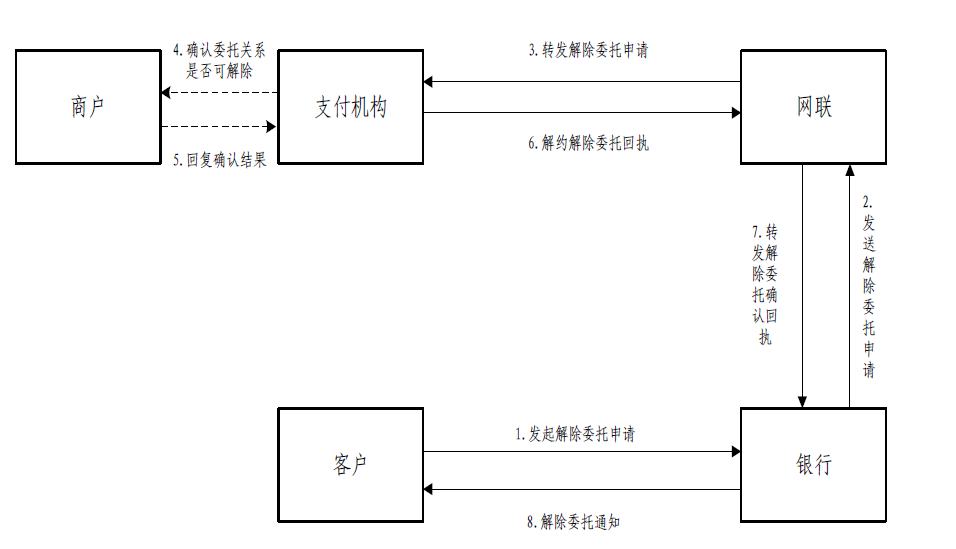 4.确认委托关系
是否可解除
3.转发解除委托申请
商户
支付机构
网联
5.回复确认结果
6.解约解除委托回执
7.转
发解
除委
托确
认回
执
2.
发
送
解
除
委
托
申
请
1.发起解除委托申请
客户
银行
8.解除委托通知